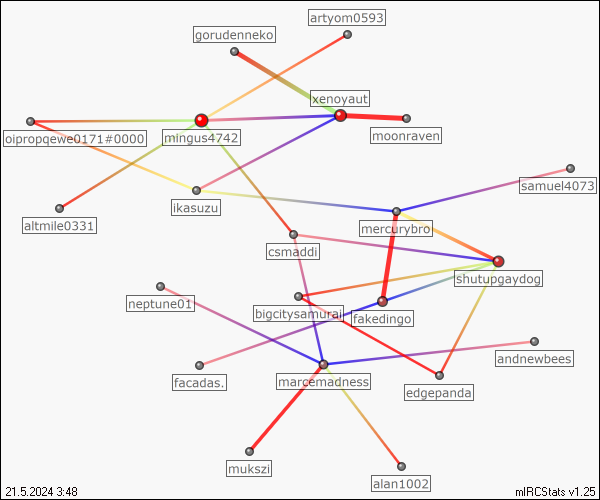 artyom0593
gorudenneko
xenoyaut
moonraven
oipropqewe0171#0000
mingus4742
samuel4073
ikasuzu
altmile0331
mercurybro
csmaddi
shutupgaydog
neptune01
bigcitysamurai
fakedingo
andnewbees
facadas.
marcemadness
edgepanda
mukszi
alan1002
21.5.2024 3:48
mIRCStats v1.25